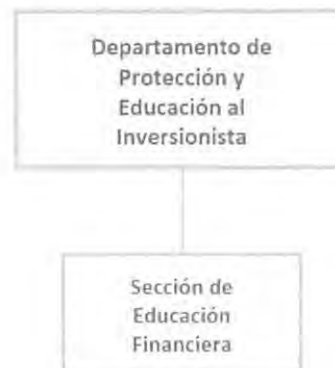 Departamento de
Protección y
Educación al
Inversionista
Sección de
Educación
Financiera